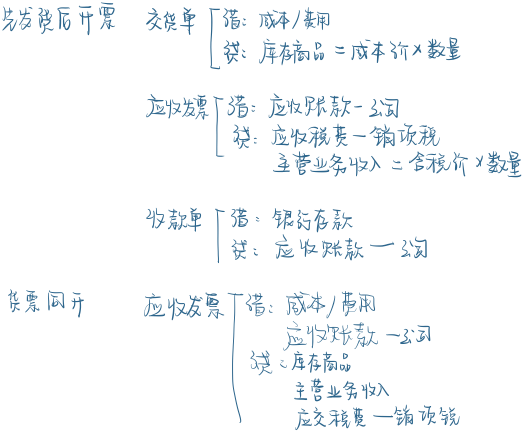 先发货后开票 交货单 借：成本/费用
贷：库存商品=成本价×数量
应收发票 借：应收账款-公司
贷：应收税费-销项税
主营业务收入=含税价×数量
收款单 借：银行存款
贷：应收账款-公司
货票同开 应收发票 借：成本/费用
应收账款-公司
贷：库存商品
主营业务收入
应交税费-销项税